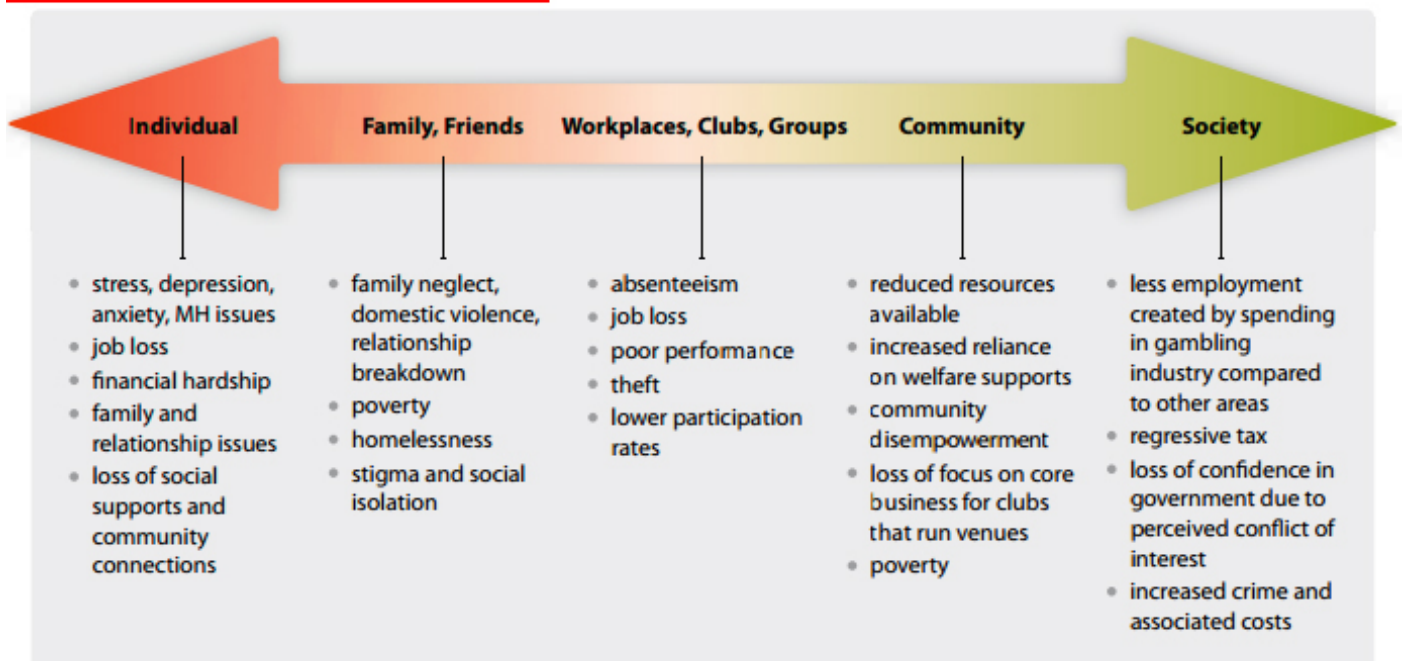 Individual
Family, Friends
Workplaces, Clubs, Groups
Community
Society
• stress, depression,
anxiety, MH issues
• job loss
• financial hardship
• family and
relationship issues
• loss of social
supports and
community
connections
• family neglect,
domestic violence,
relationship
breakdown
• poverty
• homelessness
• stigma and social
isolation
• absenteeism
• job loss
• poor performance
• theft
• lower participation
rates
• reduced resources
available
• increased reliance
on welfare supports
• community
disempowerment
• loss of focus on core
business for clubs
that run venues
• poverty
• less employment
created by spending
in gambling
industry compared
to other areas
• regressive tax
• loss of confidence in
government due to
perceived conflict of
interest
• increased crime and
associated costs